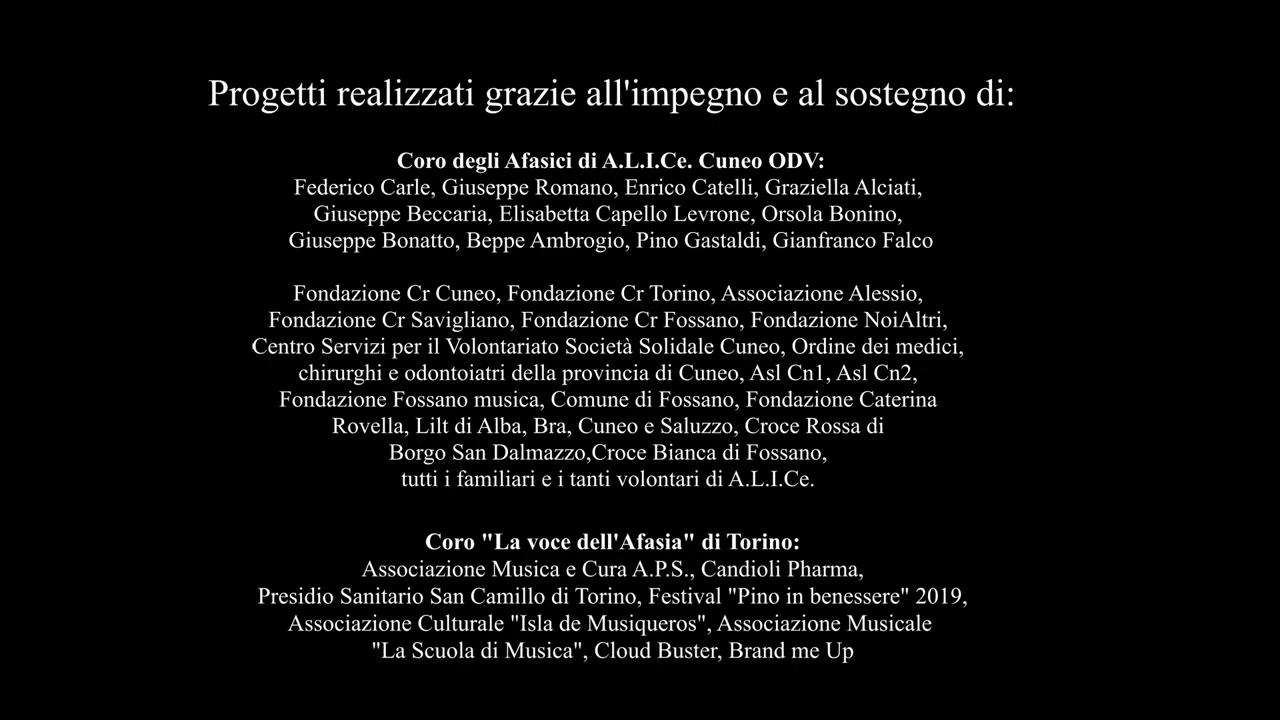 Progetti realizzati grazie all'impegno e al sostegno di:
Coro degli Afasici di A.L.I.Ce. Cuneo ODV:
Federico Carle, Giuseppe Romano, Enrico Catelli, Graziella Alciati,
Giuseppe Beccaria, Elisabetta Capello Levrone, Orsola Bonino,
Giuseppe Bonatto, Beppe Ambrogio, Pino Gastaldi, Gianfranco Falco
Fondazione Cr Cuneo, Fondazione Cr Torino, Associazione Alessio,
Fondazione Cr Savigliano, Fondazione Cr Fossano, Fondazione NoiAltri,
Centro Servizi per il Volontariato Società Solidale Cuneo, Ordine dei medici,
chirurghi e odontoiatri della provincia di Cuneo, Asl Cn1, Asl Cn2,
Fondazione Fossano musica, Comune di Fossano, Fondazione Caterina
Rovella, Lilt di Alba, Bra, Cuneo e Saluzzo, Croce Rossa di
Borgo San Dalmazzo,Croce Bianca di Fossano,
tutti i familiari e i tanti volontari di A.L.I.Ce.
Coro "La voce dell'Afasia" di Torino:
Associazione Musica e Cura A.P.S., Candioli Pharma,
Presidio Sanitario San Camillo di Torino, Festival "Pino in benessere" 2019,
Associazione Culturale "Isla de Musiqueros", Associazione Musicale
"La Scuola di Musica", Cloud Buster, Brand me Up